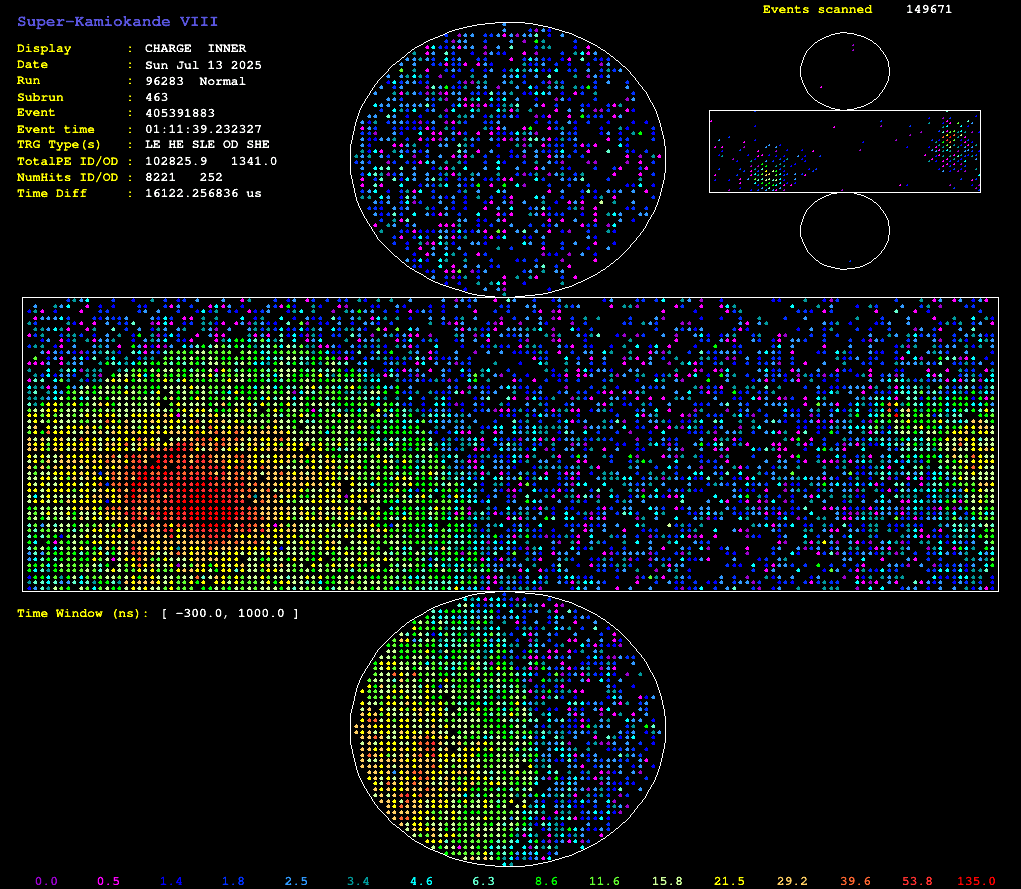 Super-Kamiokande VIII
Display : CHARGE INNER
Date : Sun Jul 13 2025
Run : 96283 Normal
Subrun : 463
Event : 405391883
Event time : 01:11:39.232327
TRG Type(s) : LE HE SLE OD SHE
TotalPE ID/OD : 102825.9 1341.0
NumHits ID/OD : 8221 252
Time Diff : 16122.256836 us
Events scanned 149671
Time Window (ns): [ −300.0, 1000.0 ]
0.0 0.5 1.4 1.8 2.5 3.4 4.6 6.3 8.6 11.6 15.8 21.5 29.2 39.6 53.8 135.0